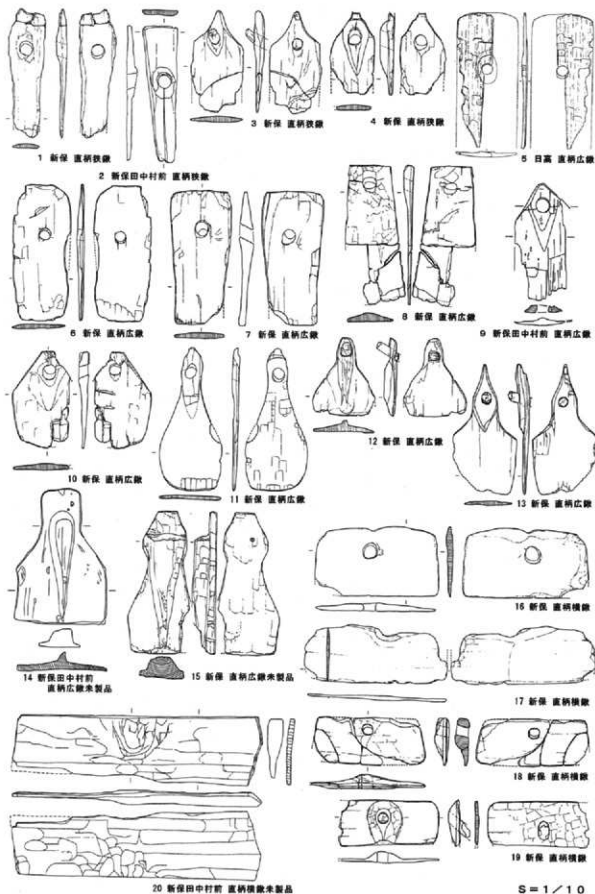 1 新保 直柄狭鍬
2 新保田中村前 直柄狭鍬
3 新保 直柄狭鍬
4 新保 直柄狭鍬
5 日高 直柄広鍬
6 新保 直柄広鍬
7 新保 直柄広鍬
8 新保 直柄広鍬
9 新保田中村前 直柄広鍬
10 新保 直柄広鍬
11 新保 直柄広鍬
12 新保 直柄広鍬
13 新保 直柄広鍬
14 新保田中村前
直柄広鍬未製品
15 新保 直柄広鍬未製品
16 新保 直柄横鍬
17 新保 直柄横鍬
18 新保 直柄横鍬
19 新保 直柄横鍬
20 新保田中村前 直柄横鍬未製品
S=1/10